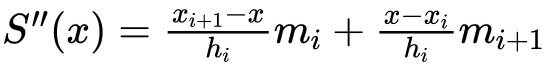 S''(x) = \frac{x_{i+1}-x}{h_i} m_i + \frac{x-x_i}{h_i} m_{i+1}